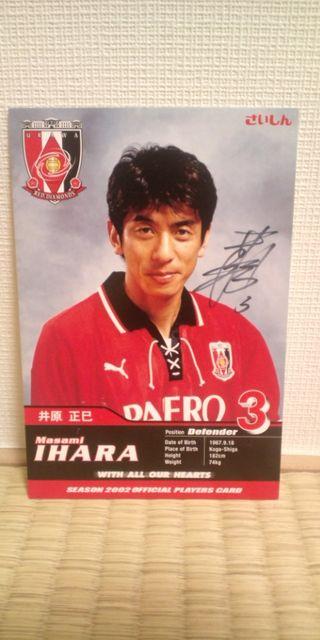 URAWA
RED DIAMONDS
さいしん
PUMA
PAJERO
井原 正巳
3
Masami
IHARA
Position Defender
Date of Birth 1967.9.18
Place of Birth Koga-Shiga
Height 182cm
Weight 74kg
WITH ALL OUR HEARTS
SEASON 2002 OFFICIAL PLAYERS CARD